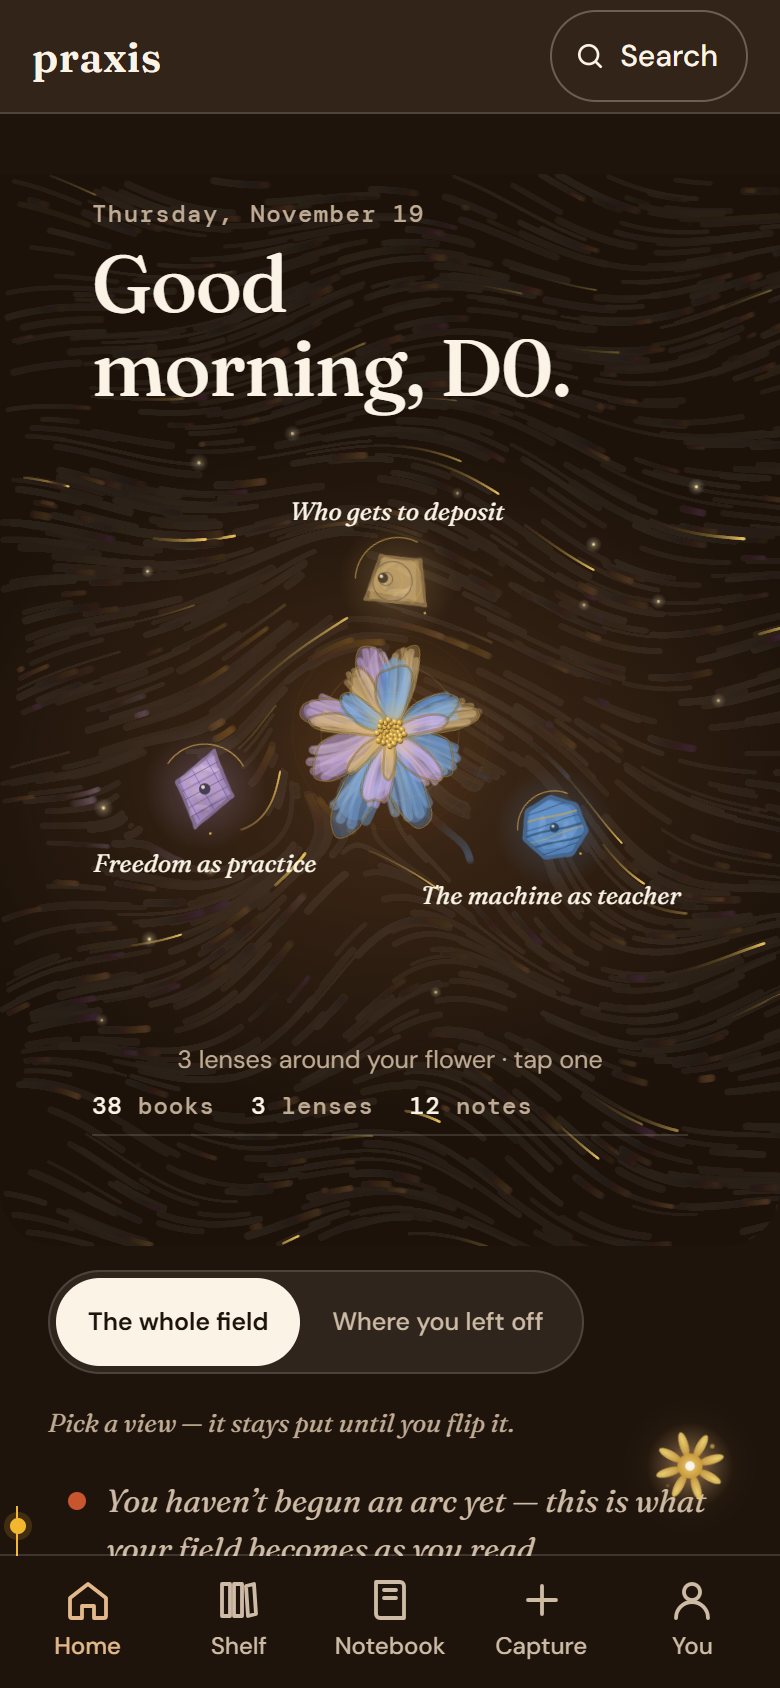 praxis
Search
Thursday, November 19
Good
morning, D0.
Who gets to deposit
Freedom as practice
The machine as teacher
3 lenses around your flower · tap one
38 books 3 lenses 12 notes
The whole field
Where you left off
Pick a view — it stays put until you flip it.
You haven’t begun an arc yet — this is what
your field becomes as you read
Home
Shelf
Notebook
Capture
You